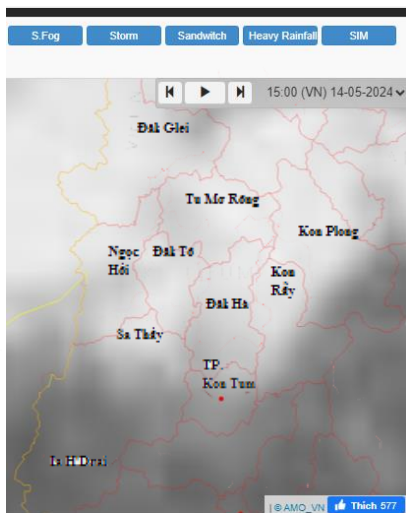 S.Fog Storm Sandwitch Heavy Rainfall SIM
15:00 (VN) 14-05-2024
Đăk Glei
Tu Mơ Rông
Kon Plong
Ngọc
Hồi
Đăk Tô
Kon
Rẫy
Đăk Hà
Sa Thầy
TP.
Kon Tum
Ia H Drai
| © AMO_VN Thích 577